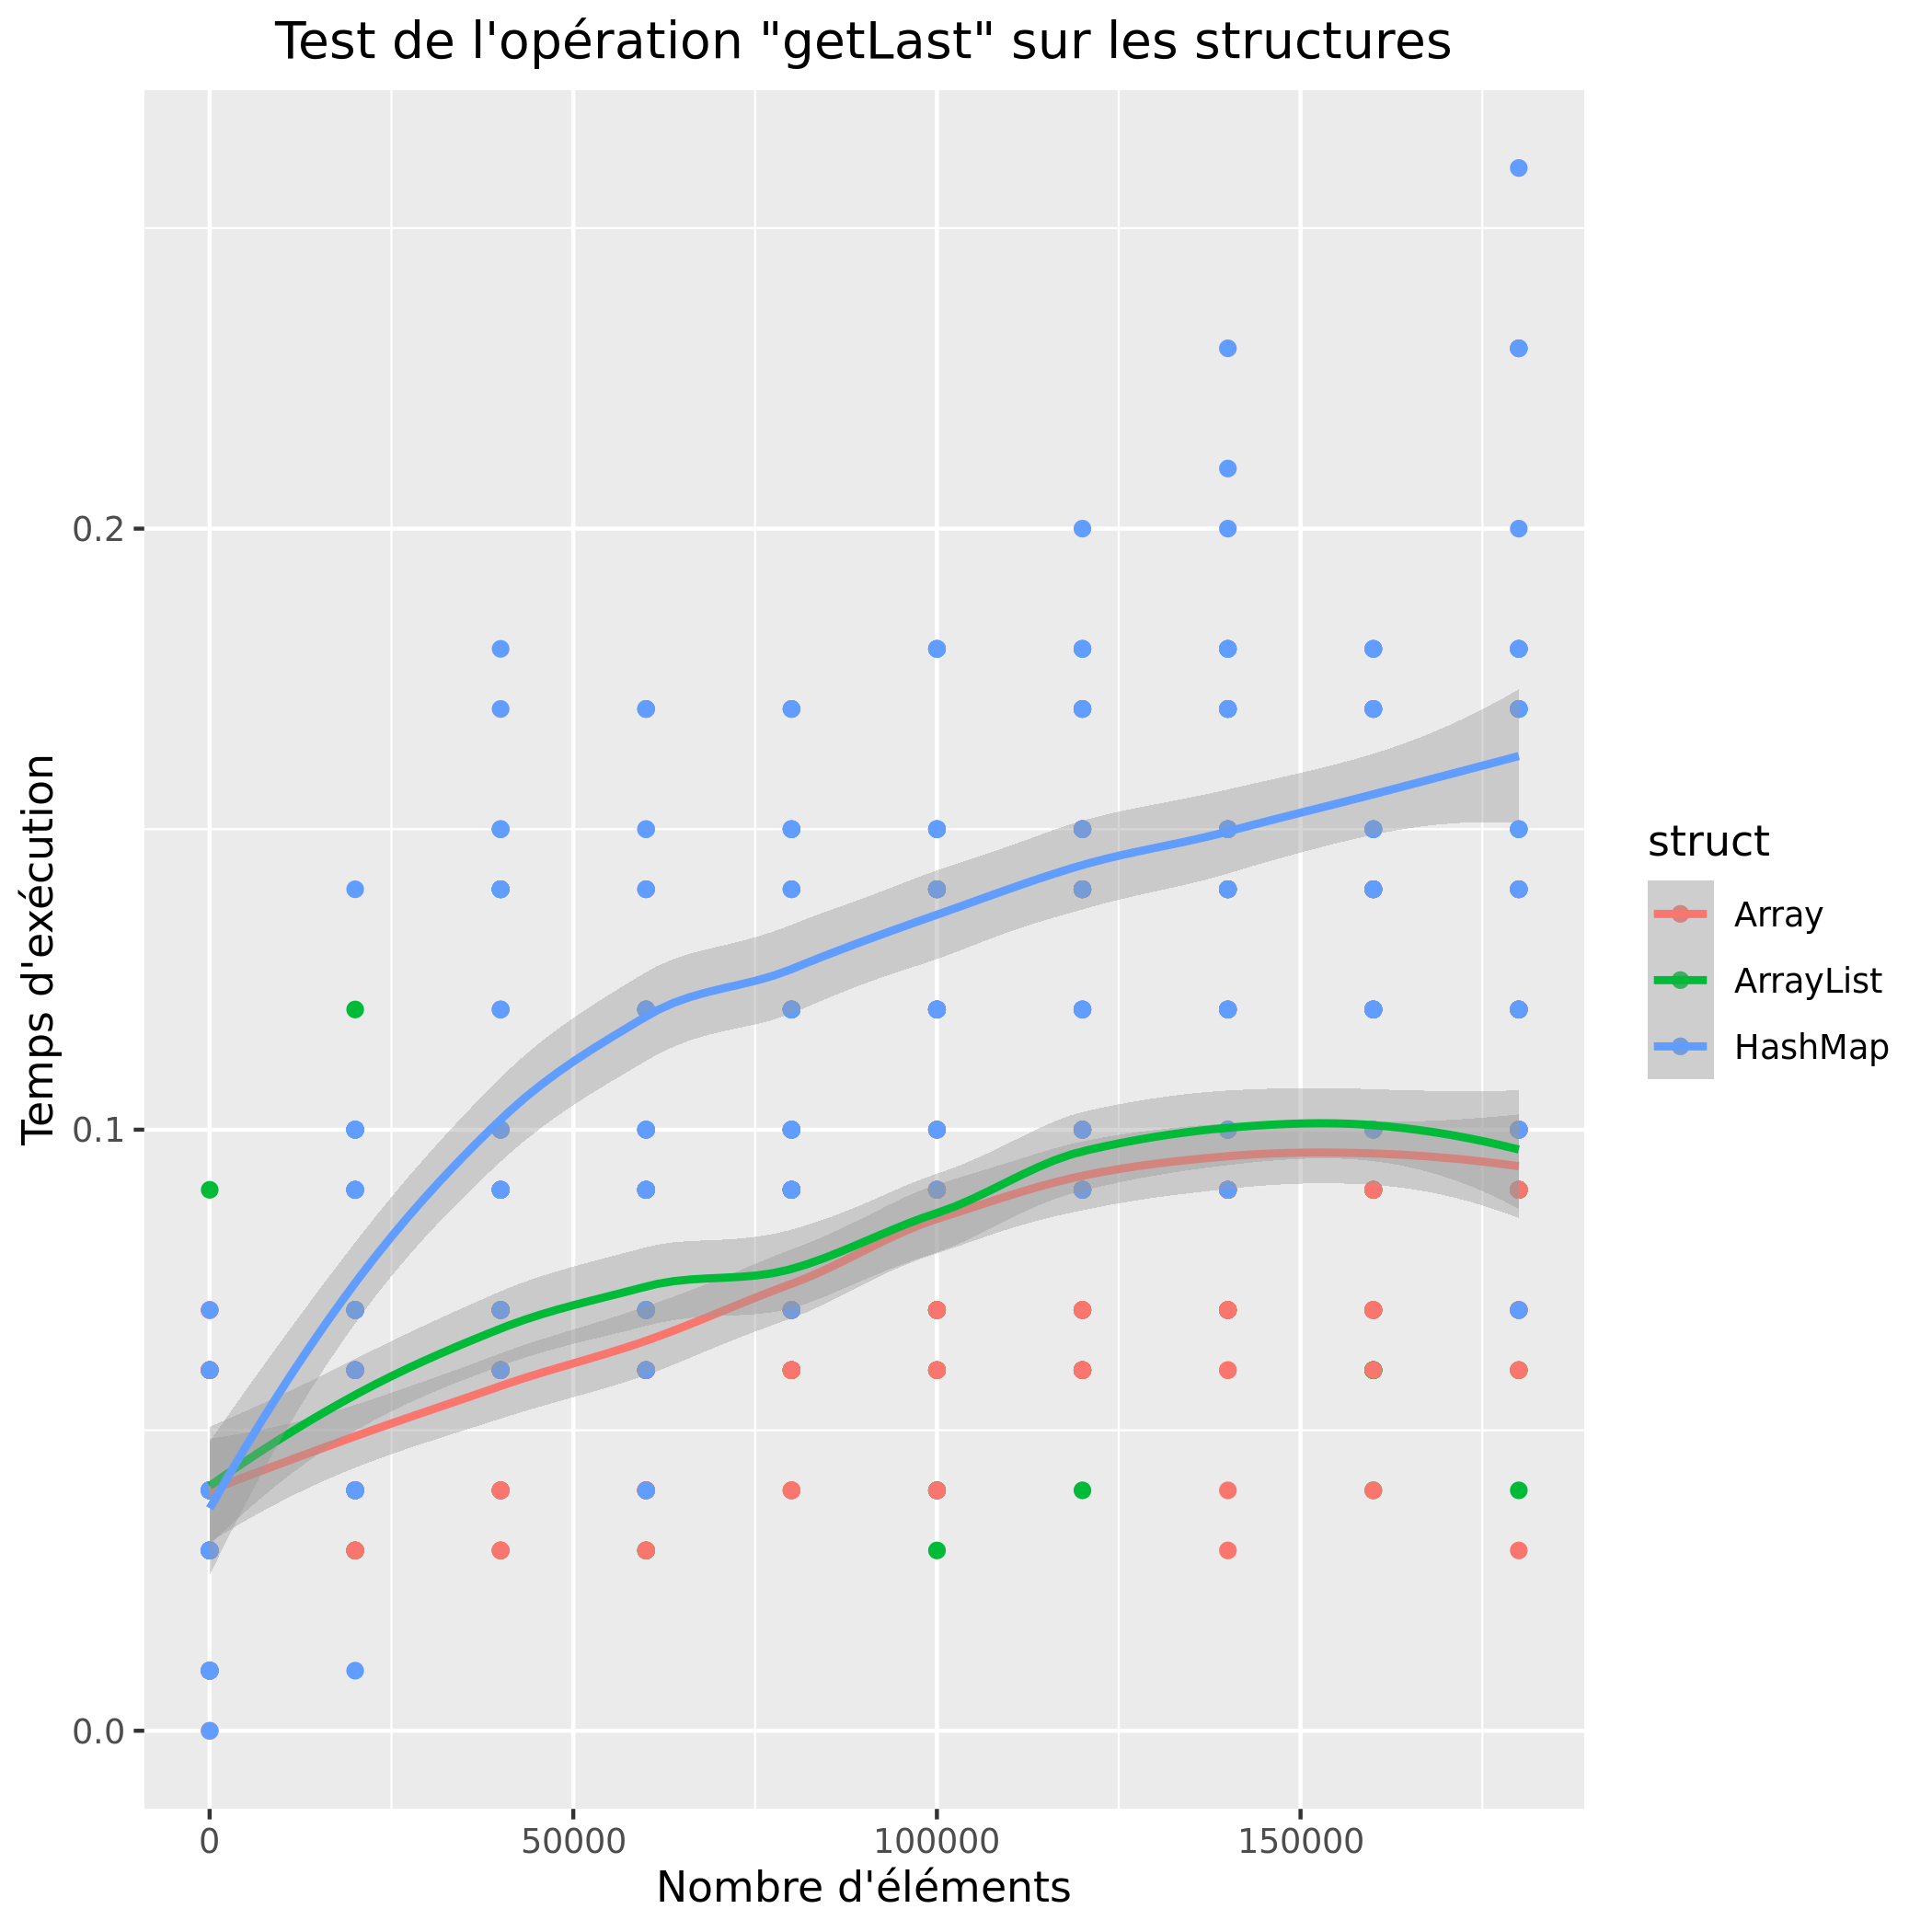 Test de l'opération "getLast" sur les structures
Temps d'exécution
0.2
0.1
0.0
0
50000
100000
150000
Nombre d'éléments
struct
Array
ArrayList
HashMap